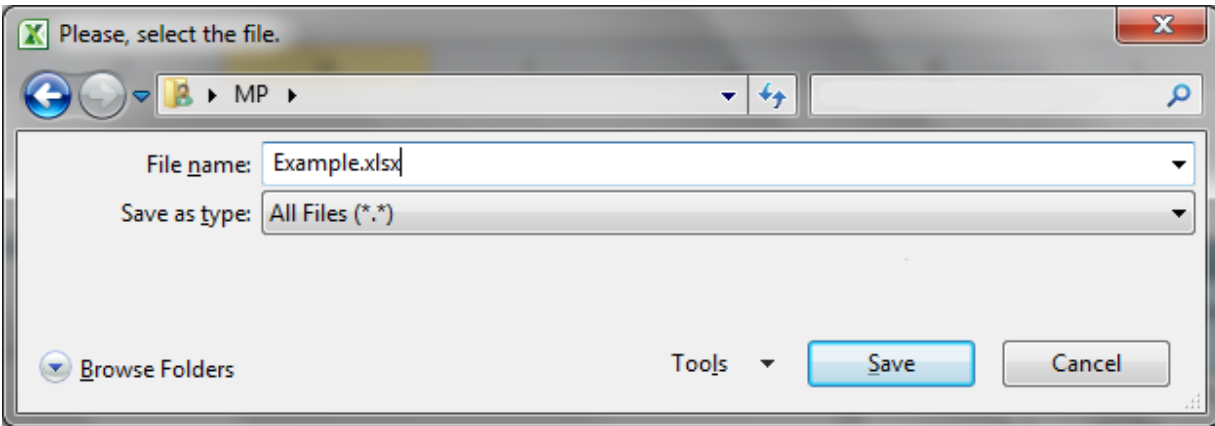 Please, select the file.
MP
File name: Example.xlsx
Save as type: All Files (*.*)
Browse Folders Tools Save Cancel